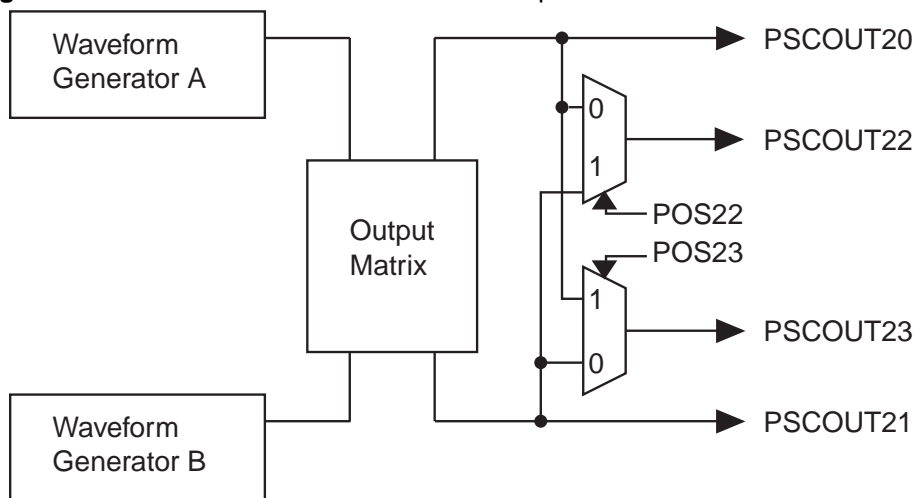 Waveform
Generator A
PSCOUT20
0
PSCOUT22
1
POS22
Output
Matrix
POS23
1
PSCOUT23
0
Waveform
Generator B
PSCOUT21